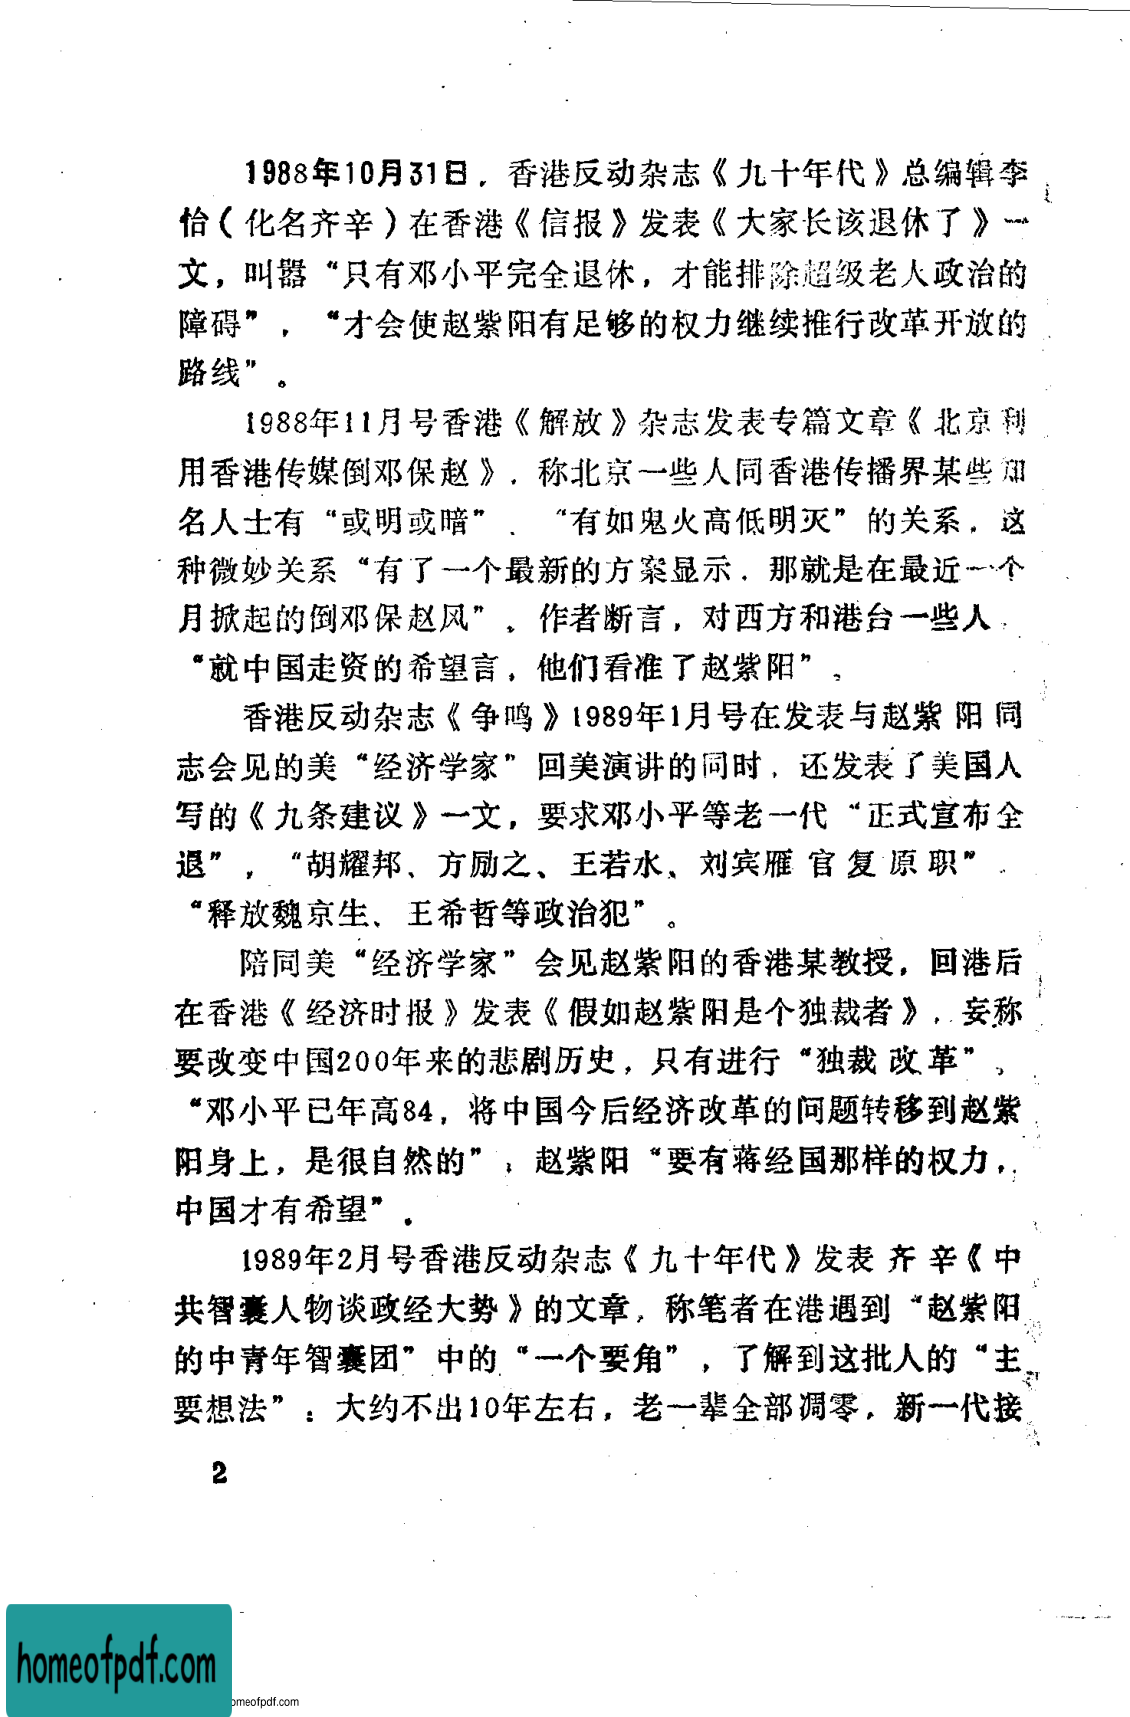 1988年10月31日，香港反动杂志《九十年代》总编辑李
怡（化名齐辛）在香港《信报》发表《大家长该退休了》一
文，叫嚣“只有邓小平完全退休，才能排除超级老人政治的
障碍”，“才会使赵紫阳有足够的权力继续推行改革开放的
路线”。
1988年11月号香港《解放》杂志发表专篇文章《北京利
用香港传媒倒邓保赵》，称北京一些人同香港传播界某些知
名人士有“或明或暗”、“有如鬼火高低明灭”的关系，这
种微妙关系“有了一个最新的方案显示，那就是在最近一个
月掀起的倒邓保赵风”。作者断言，对西方和港台一些人，
“就中国走资的希望言，他们看准了赵紫阳”。
香港反动杂志《争鸣》1989年1月号在发表与赵紫阳同
志会见的美“经济学家”回美演讲的同时，还发表了美国人
写的《九条建议》一文，要求邓小平等老一代“正式宣布全
退”，“胡耀邦、方励之、王若水、刘宾雁官复原职”，
“释放魏京生、王希哲等政治犯”。
陪同美“经济学家”会见赵紫阳的香港某教授，回港后
在香港《经济时报》发表《假如赵紫阳是个独裁者》，妄称
要改变中国200年来的悲剧历史，只有进行“独裁改革”，
“邓小平已年高84，将中国今后经济改革的问题转移到赵紫
阳身上，是很自然的”；赵紫阳“要有蒋经国那样的权力，
中国才有希望”。
1989年2月号香港反动杂志《九十年代》发表齐辛《中
共智囊人物谈政经大势》的文章，称笔者在港遇到“赵紫阳
的中青年智囊团”中的“一个要角”，了解到这批人的“主
要想法”：大约不出10年左右，老一辈全部凋零，新一代接
2
homeofpdf.com
omeofpdf.com